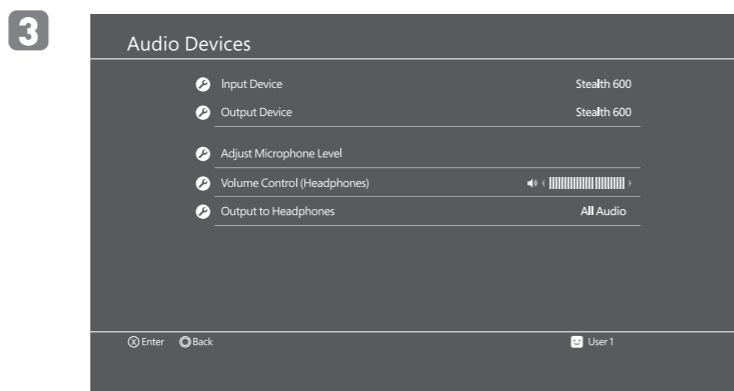 3
Audio Devices
Input Device Stealth 600
Output Device Stealth 600
Adjust Microphone Level
Volume Control (Headphones)
Output to Headphones All Audio
Enter Back User 1